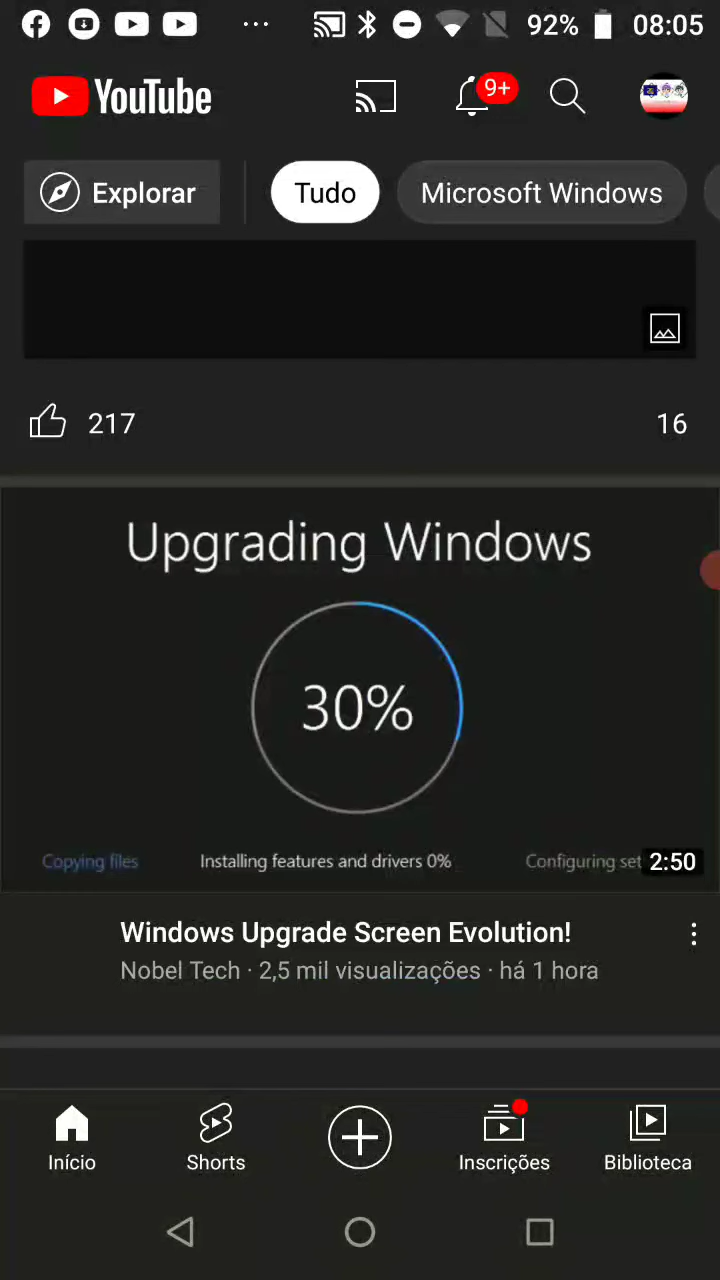 92% 08:05
YouTube 9+
Explorar Tudo Microsoft Windows
217 16
Upgrading Windows
30%
Copying files Installing features and drivers 0% Configuring set 2:50
Windows Upgrade Screen Evolution!
Nobel Tech · 2,5 mil visualizações · há 1 hora
Início Shorts Inscrições Biblioteca